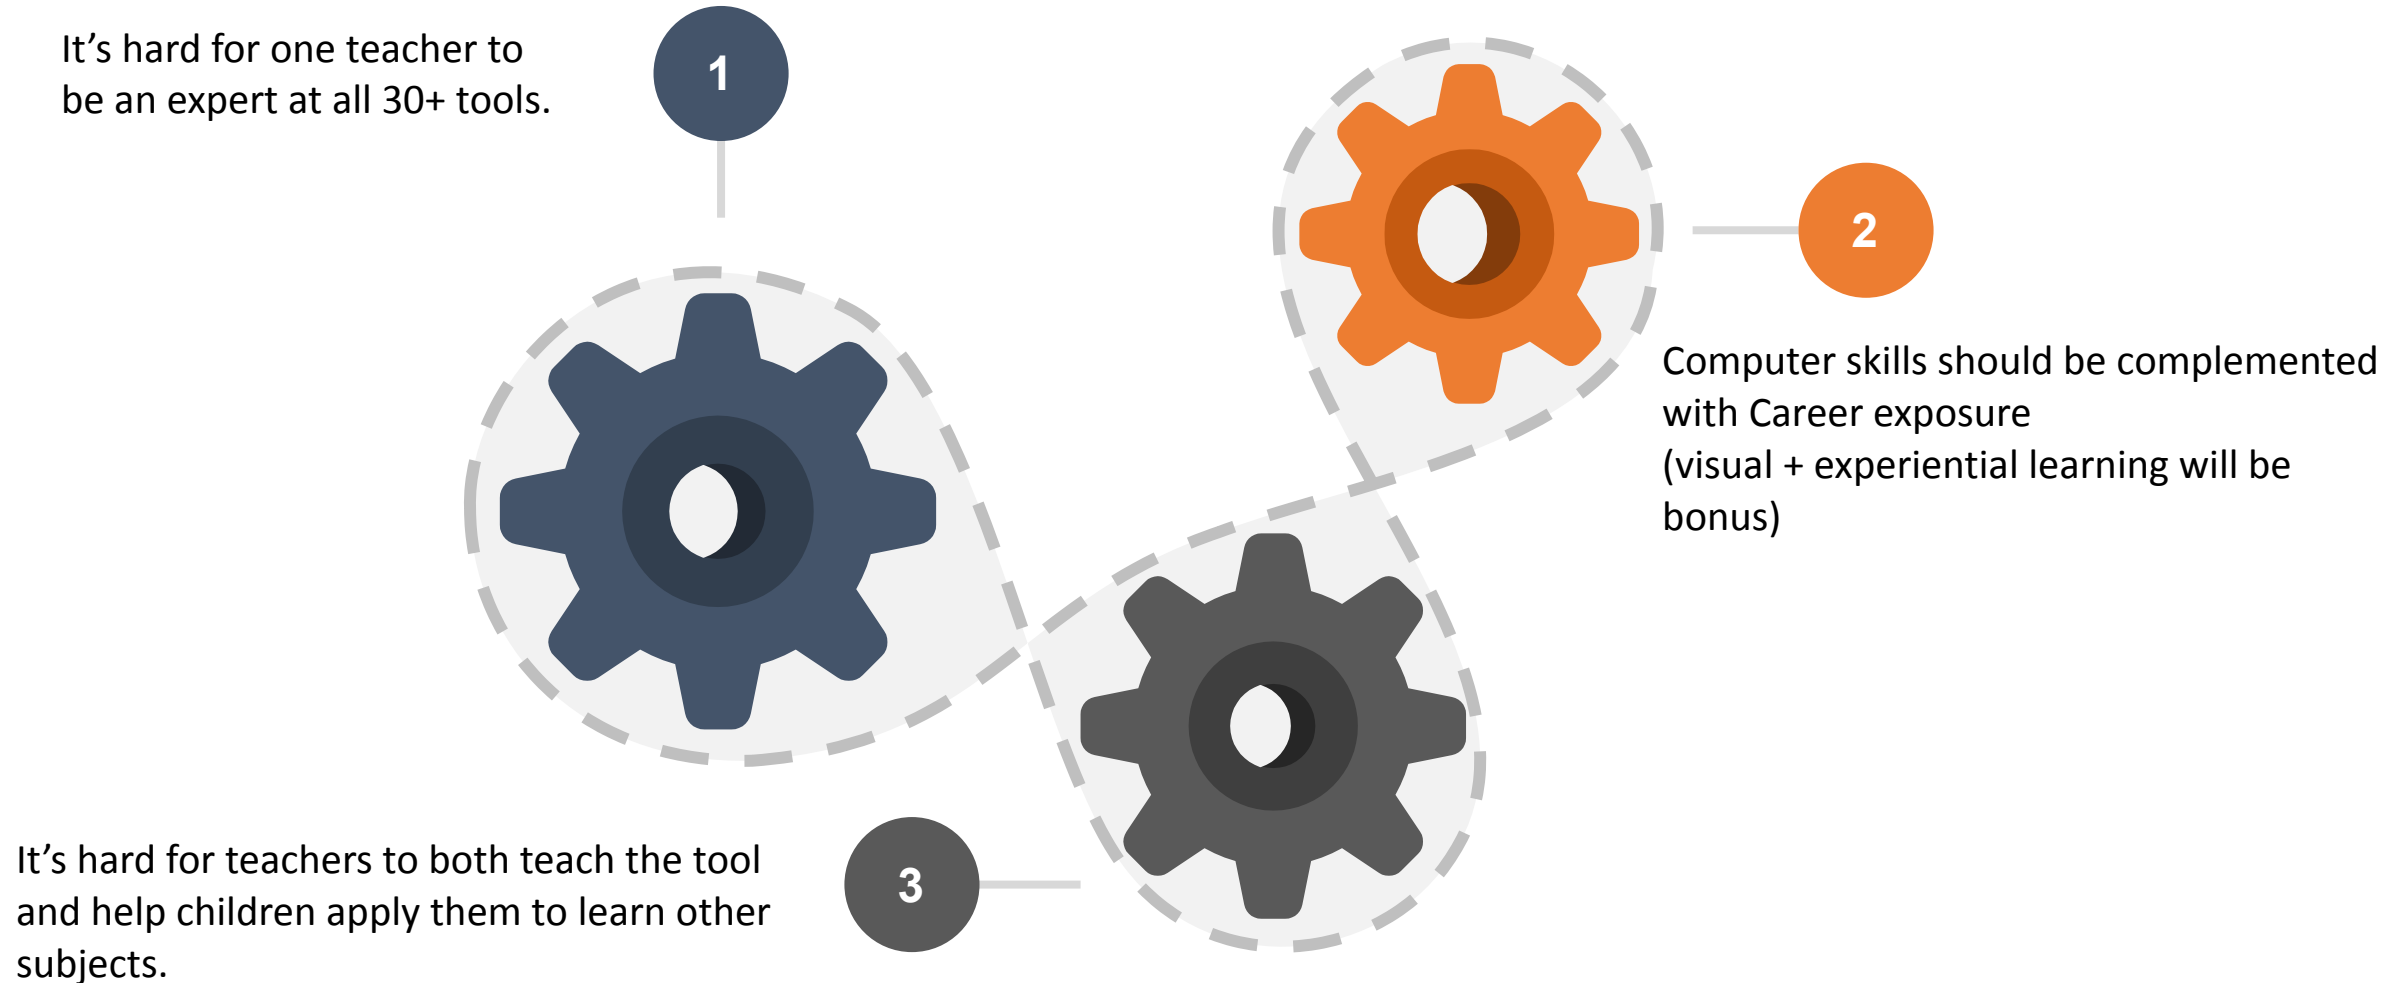 It’s hard for one teacher to
be an expert at all 30+ tools.
1
2
Computer skills should be complemented
with Career exposure
(visual + experiential learning will be
bonus)
3
It’s hard for teachers to both teach the tool
and help children apply them to learn other
subjects.